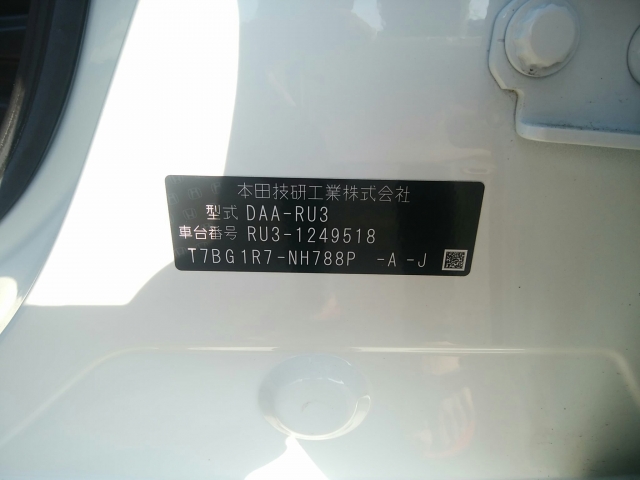 本田技研工業株式会社
型式 DAA-RU3
車台番号 RU3-1249518
T7BG1R7-NH788P -A -J